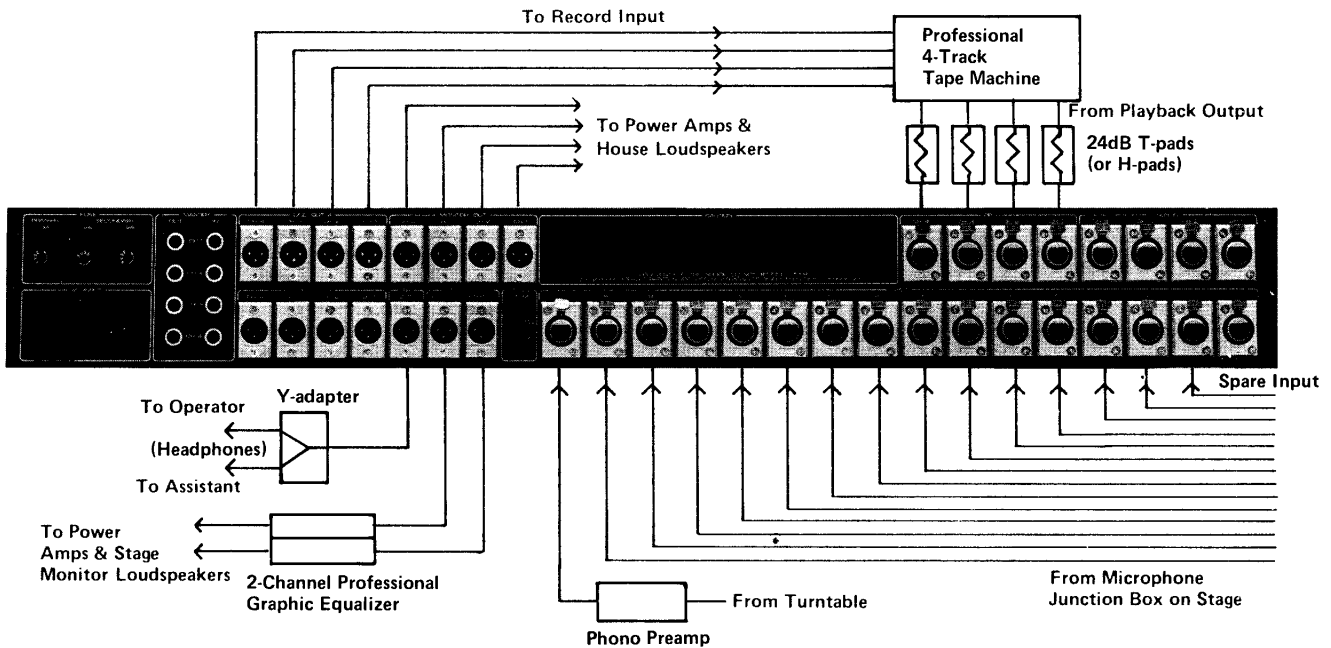 To Record Input
Professional
4-Track
Tape Machine
From Playback Output
To Power Amps &
House Loudspeakers
24dB T-pads
(or H-pads)
Spare Input
Y-adapter
To Operator
(Headphones)
To Assistant
To Power
Amps & Stage
Monitor Loudspeakers
2-Channel Professional
Graphic Equalizer
From Turntable
Phono Preamp
From Microphone
Junction Box on Stage